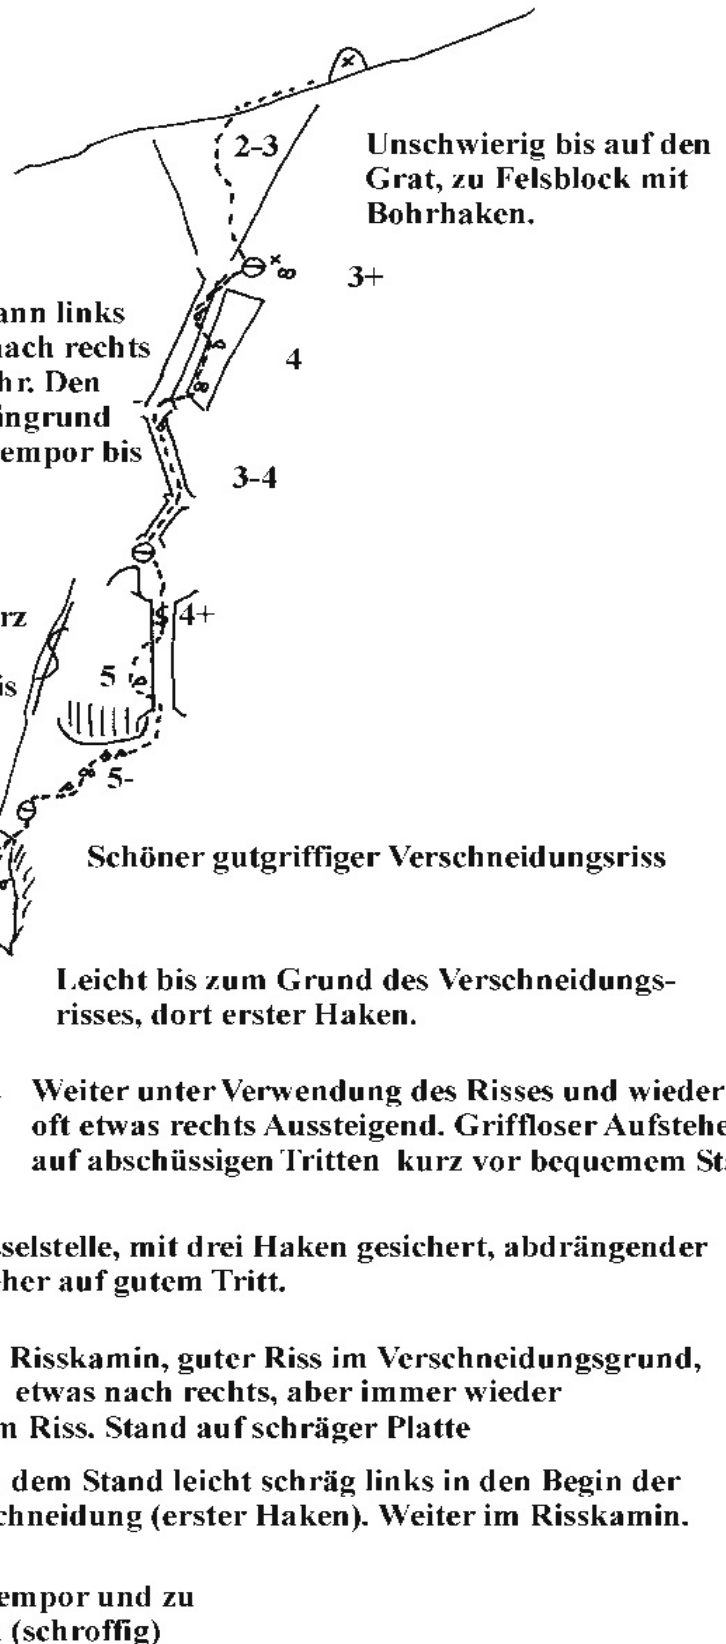 2-3
Unschwierig bis auf den
Grat, zu Felsblock mit
Bohrhaken.
3+
ann links
nach rechts
hr. Den
ingrund
empor bis
4
3-4
rz
is
4+
5
5-
Schöner gutgriffiger Verschneidungsriss
Leicht bis zum Grund des Verschneidungs-
risses, dort erster Haken.
Weiter unter Verwendung des Risses und wieder
oft etwas rechts Aussteigend. Griffloser Aufstehe
auf abschüssigen Tritten kurz vor bequemem St
selstelle, mit drei Haken gesichert, abdrängender
her auf gutem Tritt.
Risskamin, guter Riss im Verschneidungsgrund,
etwas nach rechts, aber immer wieder
m Riss. Stand auf schräger Platte
dem Stand leicht schräg links in den Begin der
chneidung (erster Haken). Weiter im Risskamin.
empor und zu
(schroffig)